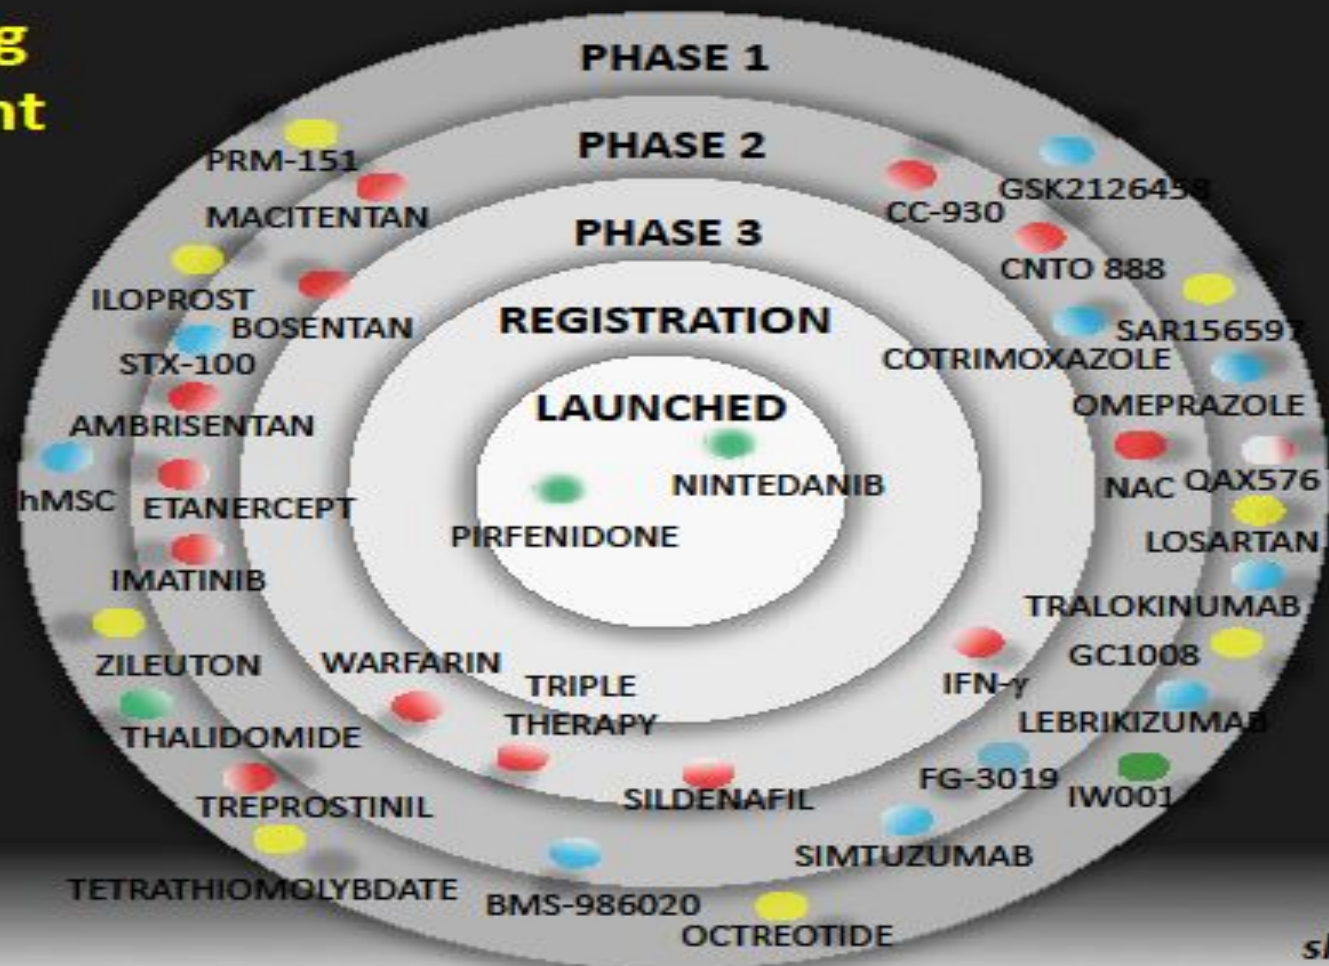 g
nt
PHASE 1
PHASE 2
PHASE 3
REGISTRATION
LAUNCHED
PRM-151
MACITENTAN
ILOPROST
BOSENTAN
STX-100
AMBRISENTAN
hMSC
ETANERCEPT
IMATINIB
ZILEUTON
THALIDOMIDE
TREPROSTINIL
TETRATHIOMOLYBDATE
CC-930
GSK2126458
CNTO 888
SAR156597
COTRIMOXAZOLE
OMEPRAZOLE
NAC
QAX576
LOSARTAN
TRALOKINUMAB
GC1008
IFN-γ
LEBRIKIZUMAB
FG-3019
IW001
SIMTUZUMAB
NINTEDANIB
PIRFENIDONE
WARFARIN
TRIPLE
THERAPY
SILDENAFIL
BMS-986020
OCTREOTIDE